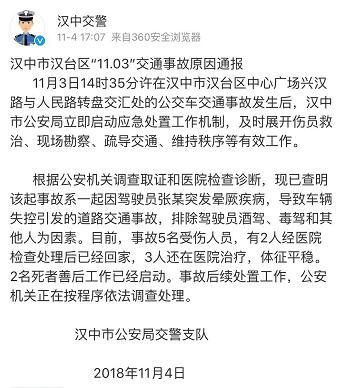 汉中交警
11-4 17:07 来自360安全浏览器
汉中市汉台区“11.03”交通事故原因通报
11月3日14时35分许在汉中市汉台区中心广场兴汉
路与人民路转盘交汇处的公交车交通事故发生后，汉中
市公安局立即启动应急处置工作机制，及时展开伤员救
治、现场勘察、疏导交通、维持秩序等有效工作。
根据公安机关调查取证和医院检查诊断，现已查明
该起事故系一起因驾驶员张某突发晕厥疾病，导致车辆
失控引发的道路交通事故，排除驾驶员酒驾、毒驾和其
他人为因素。目前，事故5名受伤人员，有2人经医院
检查处理后已经回家，3人还在医院治疗，体征平稳。
2名死者善后工作已经启动。事故后续处置工作，公安
机关正在按程序依法调查处理。
汉中市公安局交警支队
2018年11月4日